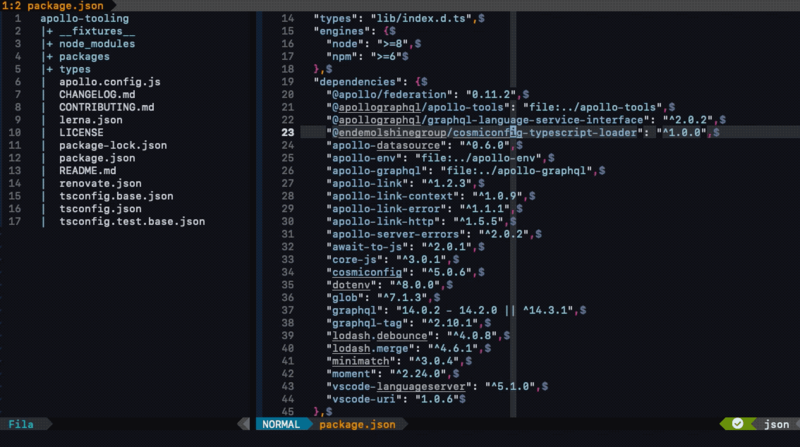 1:2 package.json
1 apollo-tooling
2 |+ __fixtures__
3 |+ node_modules
4 |+ packages
5 |+ types
6 | apollo.config.js
7 | CHANGELOG.md
8 | CONTRIBUTING.md
9 | lerna.json
10 | LICENSE
11 | package-lock.json
12 | package.json
13 | README.md
14 | renovate.json
15 | tsconfig.base.json
16 | tsconfig.json
17 | tsconfig.test.base.json
Fila
14 "types": "lib/index.d.ts",$
15 "engines": {$
16 "node": ">=8",$
17 "npm": ">=6"$
18 },$
19 "dependencies": {$
20 "@apollo/federation": "0.11.2",$
21 "@apollographql/apollo-tools": "file:../apollo-tools",$
22 "@apollographql/graphql-language-service-interface": "^2.0.2",$
23 "@endemolshinegroup/cosmiconfig-typescript-loader": "^1.0.0",$
24 "apollo-datasource": "^0.6.0",$
25 "apollo-env": "file:../apollo-env",$
26 "apollo-graphql": "file:../apollo-graphql",$
27 "apollo-link": "^1.2.3",$
28 "apollo-link-context": "^1.0.9",$
29 "apollo-link-error": "^1.1.1",$
30 "apollo-link-http": "^1.5.5",$
31 "apollo-server-errors": "^2.0.2",$
32 "await-to-js": "^2.0.1",$
33 "core-js": "^3.0.1",$
34 "cosmiconfig": "^5.0.6",$
35 "dotenv": "^8.0.0",$
36 "glob": "^7.1.3",$
37 "graphql": "14.0.2 - 14.2.0 || ^14.3.1",$
38 "graphql-tag": "^2.10.1",$
39 "lodash.debounce": "^4.0.8",$
40 "lodash.merge": "^4.6.1",$
41 "minimatch": "^3.0.4",$
42 "moment": "^2.24.0",$
43 "vscode-languageserver": "^5.1.0",$
44 "vscode-uri": "1.0.6"$
45 },$
NORMAL package.json json